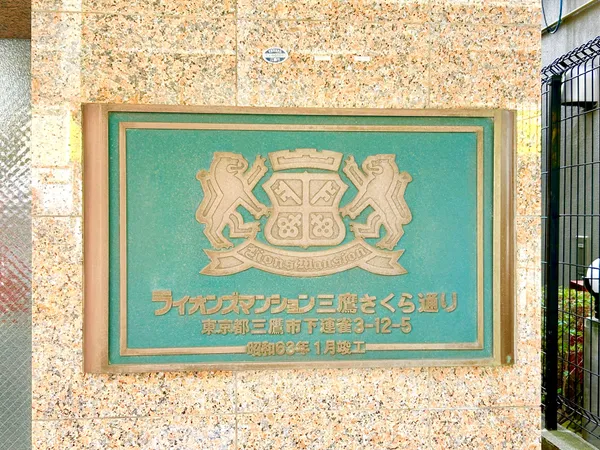 Lions Mansion
ライオンズマンション三鷹さくら通り
東京都三鷹市下連雀3-12-5
昭和63年1月竣工